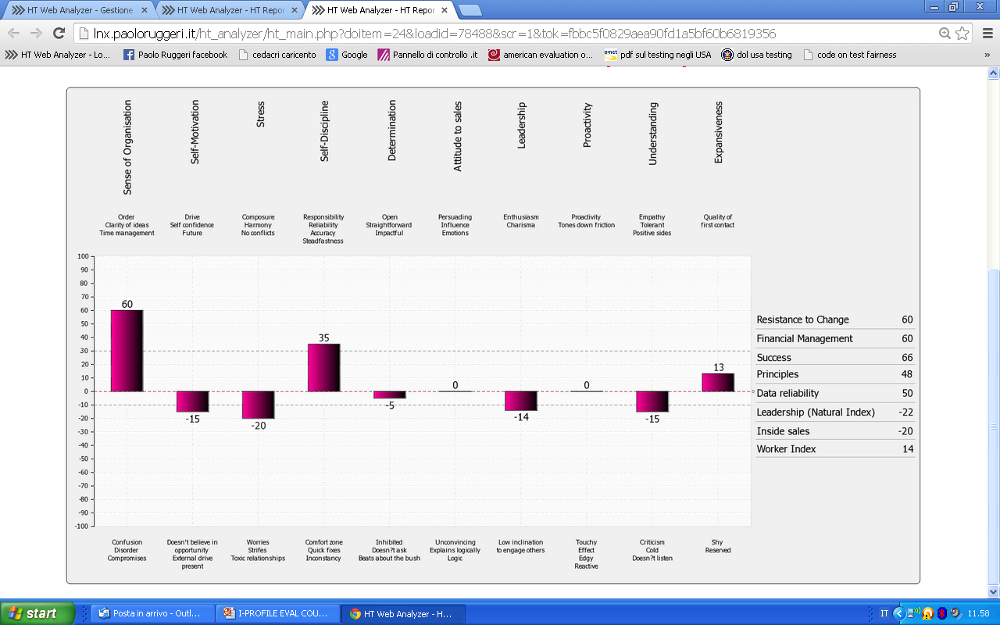 HT Web Analyzer - Gestione
HT Web Analyzer - HT Repor
HT Web Analyzer - HT Repor
lnx.paoloruggeri.it/ht_analyzer/ht_main.php?doitem=24&loadid=78488&scr=1&tok=fbbc5f0829aea90fd1a5bf60b6819356
HT Web Analyzer - Lo... Paolo Ruggeri facebook cedacri caricento Google Pannello di controllo .it american evaluation o... pdf sul testing negli USA dol usa testing code on test fairness »
Sense of Organisation
Self-Motivation
Stress
Self-Discipline
Determination
Attitude to sales
Leadership
Proactivity
Understanding
Expansiveness
Order
Clarity of ideas
Time management
Drive
Self confidence
Future
Composure
Harmony
No conflicts
Responsibility
Reliability
Accuracy
Steadfastness
Open
Straightforward
Impactful
Persuading
Influence
Emotions
Enthusiasm
Charisma
Proactivity
Tones down friction
Empathy
Tolerant
Positive sides
Quality of
first contact
100
90
80
70
60
50
40
30
20
10
0
-10
-20
-30
-40
-50
-60
-70
-80
-90
-100
60
-15
-20
35
-5
0
-14
0
-15
13
Resistance to Change 60
Financial Management 60
Success 66
Principles 48
Data reliability 50
Leadership (Natural Index) -22
Inside sales -20
Worker Index 14
Confusion
Disorder
Compromises
Doesn't believe in
opportunity
External drive
present
Worries
Strifes
Toxic relationships
Comfort zone
Quick fixes
Inconstancy
Inhibited
Doesn?t ask
Beats about the bush
Unconvincing
Explains logically
Logic
Low inclination
to engage others
Touchy
Effect
Edgy
Reactive
Criticism
Cold
Doesn?t listen
Shy
Reserved
start
Posta in arrivo - Outl...
I-PROFILE EVAL COU...
HT Web Analyzer - H...
IT
11.58